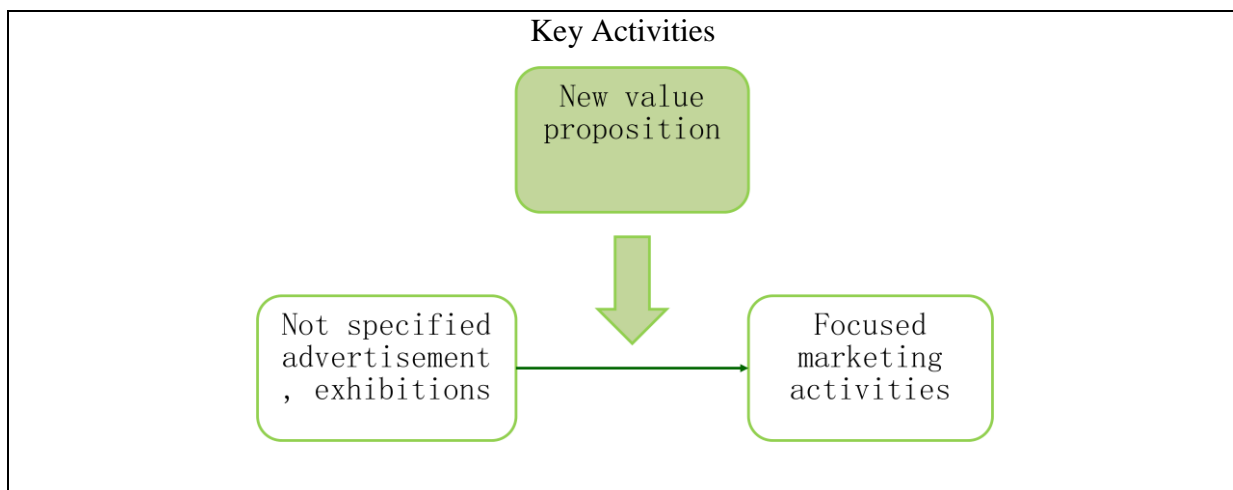 Key Activities
New value
proposition
Not specified
advertisement
, exhibitions
Focused
marketing
activities